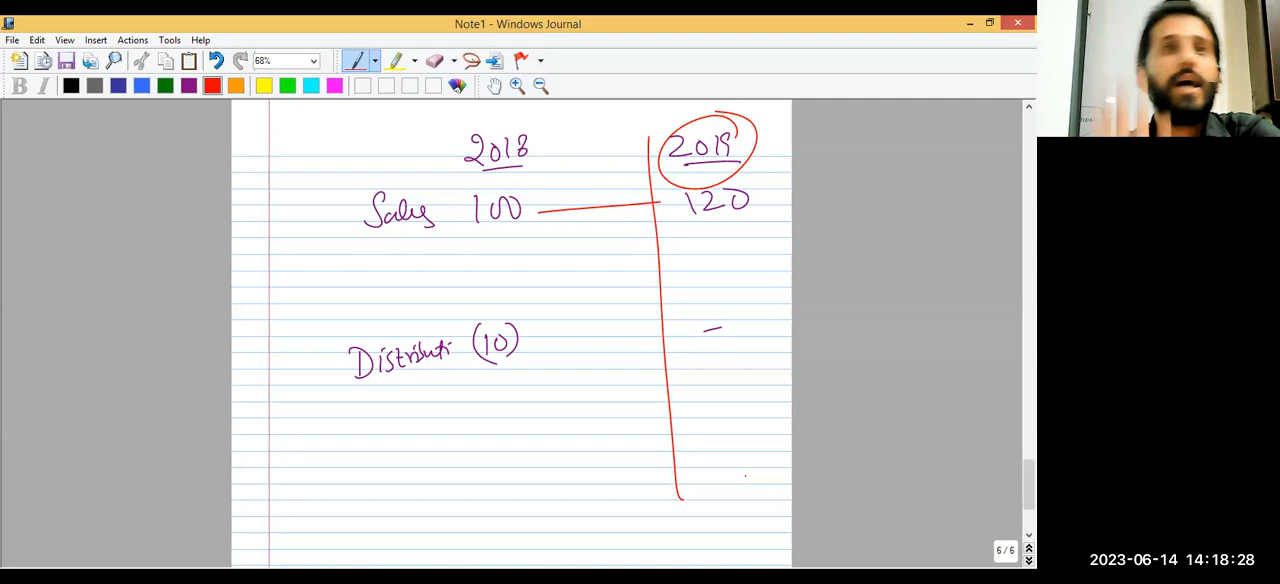 Note1 - Windows Journal
File Edit View Insert Actions Tools Help
68%
2018 2019
Sales 100 120
Distributi (10) -
6 / 6
2023-06-14 14:18:28